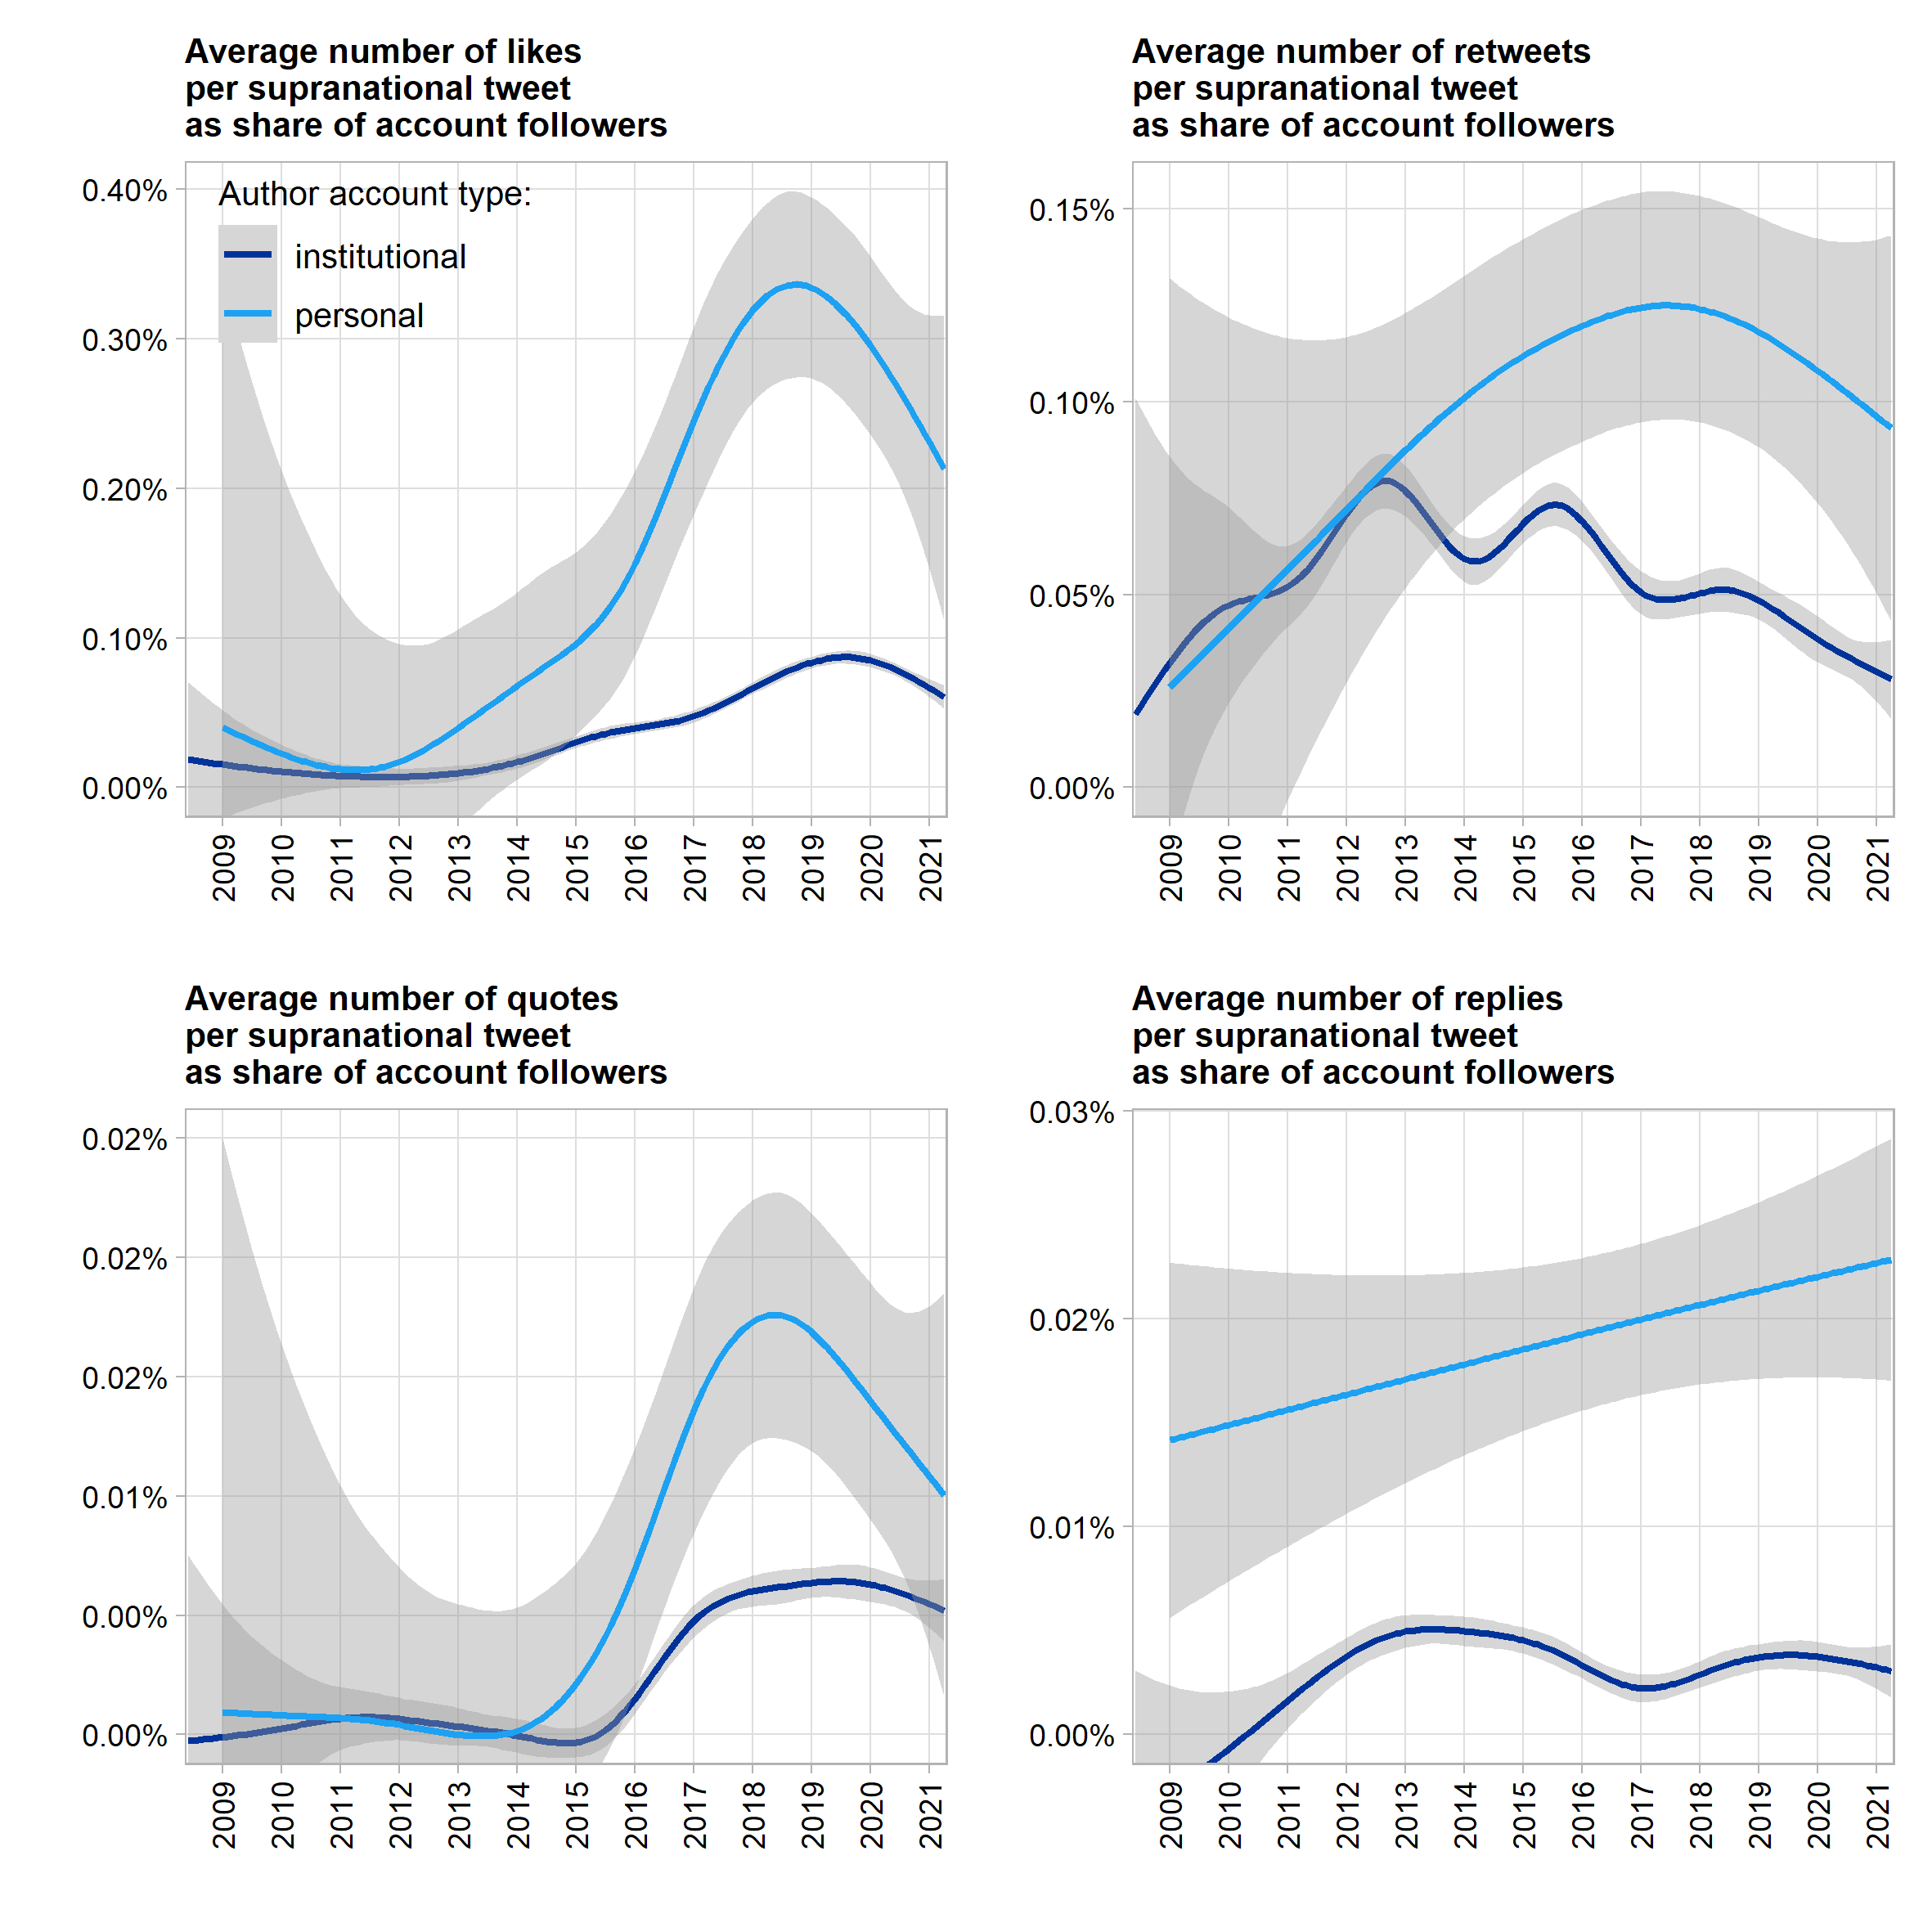 Average number of likes
per supranational tweet
as share of account followers
0.40%
0.30%
0.20%
0.10%
0.00%
Author account type:
institutional
personal
2009 2010 2011 2012 2013 2014 2015 2016 2017 2018 2019 2020 2021
Average number of retweets
per supranational tweet
as share of account followers
0.15%
0.10%
0.05%
0.00%
2009 2010 2011 2012 2013 2014 2015 2016 2017 2018 2019 2020 2021
Average number of quotes
per supranational tweet
as share of account followers
0.02%
0.02%
0.02%
0.01%
0.00%
0.00%
2009 2010 2011 2012 2013 2014 2015 2016 2017 2018 2019 2020 2021
Average number of replies
per supranational tweet
as share of account followers
0.03%
0.02%
0.01%
0.00%
2009 2010 2011 2012 2013 2014 2015 2016 2017 2018 2019 2020 2021